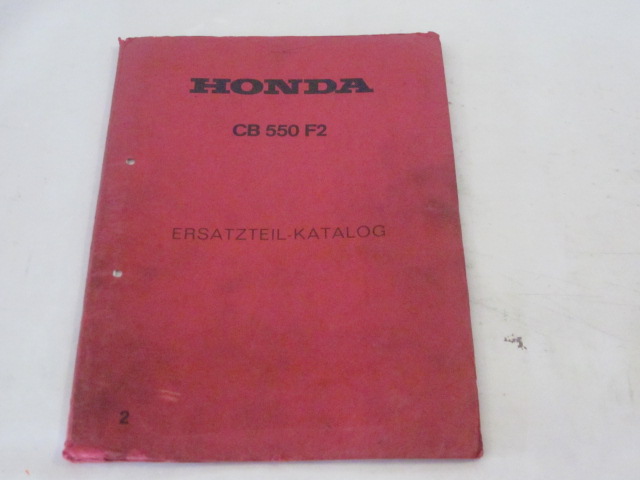 HONDA
CB 550 F2
ERSATZTEIL-KATALOG
2